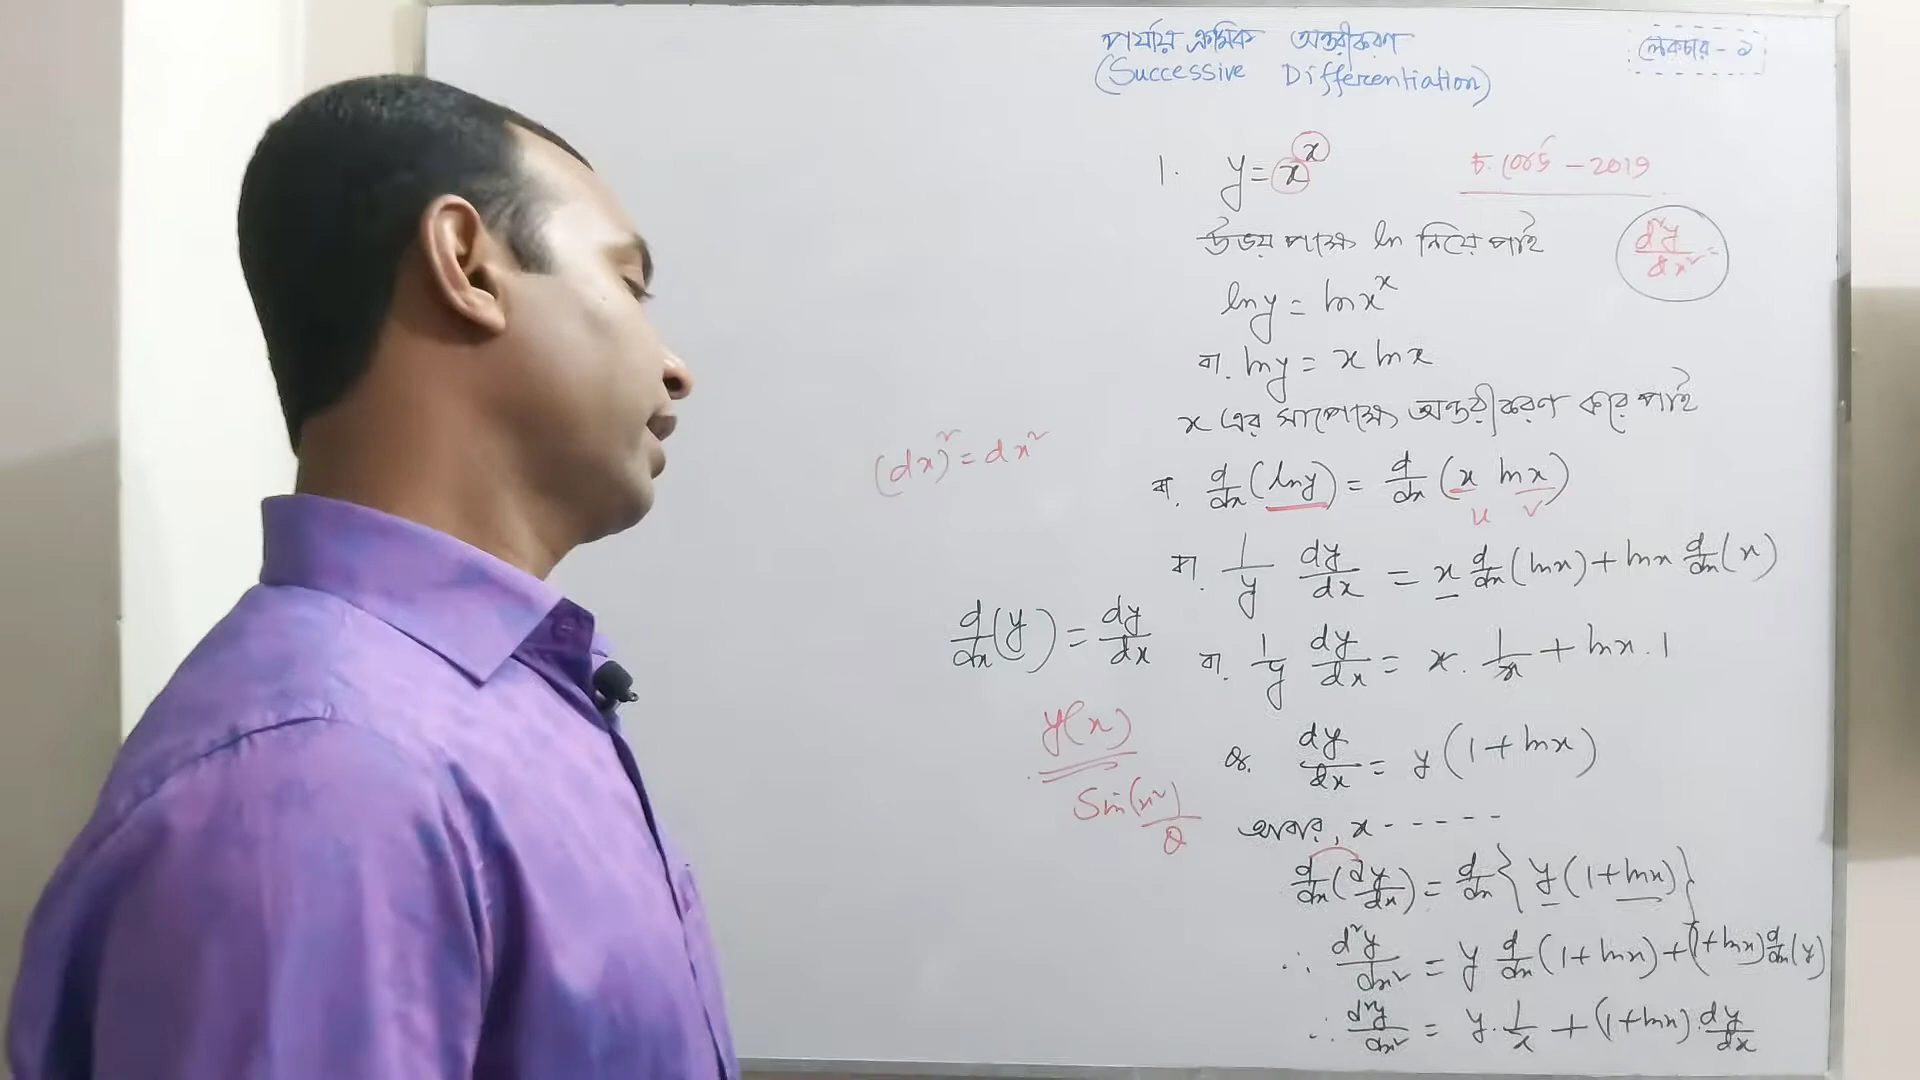 পর্যায় ক্রমিক অন্তরীকরণ
(Successive Differentiation)
লেকচার - ১
1. y = x^x
চ. বোর্ড - 2019
উভয় পক্ষে ln নিয়ে পাই
d²y/dx² =
ln y = ln x^x
বা. ln y = x ln x
x এর সাপেক্ষে অন্তরীকরণ করে পাই
(dx)² = dx²
বা. d/dx (ln y) = d/dx (x ln x)
u v
বা. 1/y dy/dx = x d/dx (ln x) + ln x d/dx (x)
d/dx (y) = dy/dx
বা. 1/y dy/dx = x . 1/x + ln x . 1
y(x)
বা. dy/dx = y (1 + ln x)
Sin(x²)
θ
আবার, x - - - - -
d/dx (dy/dx) = d/dx { y (1 + ln x) }
∴ d²y/dx² = y d/dx (1 + ln x) + (1 + ln x) d/dx (y)
∴ d²y/dx² = y . 1/x + (1 + ln x) . dy/dx